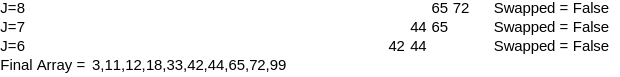 J=8 65 72 Swapped = False
J=7 44 65 Swapped = False
J=6 42 44 Swapped = False
Final Array = 3,11,12,18,33,42,44,65,72,99